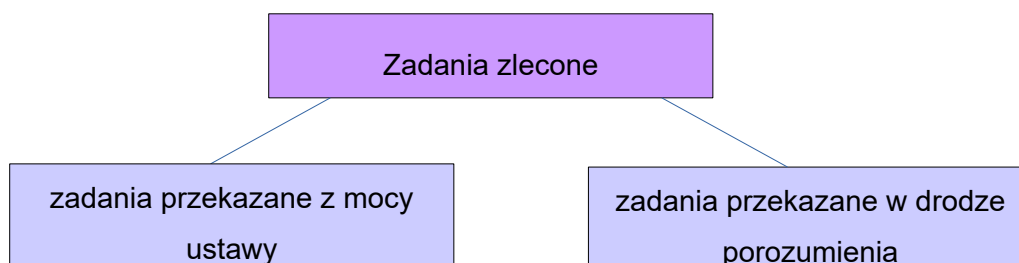 Zadania zlecone
zadania przekazane z mocy
ustawy
zadania przekazane w drodze
porozumienia